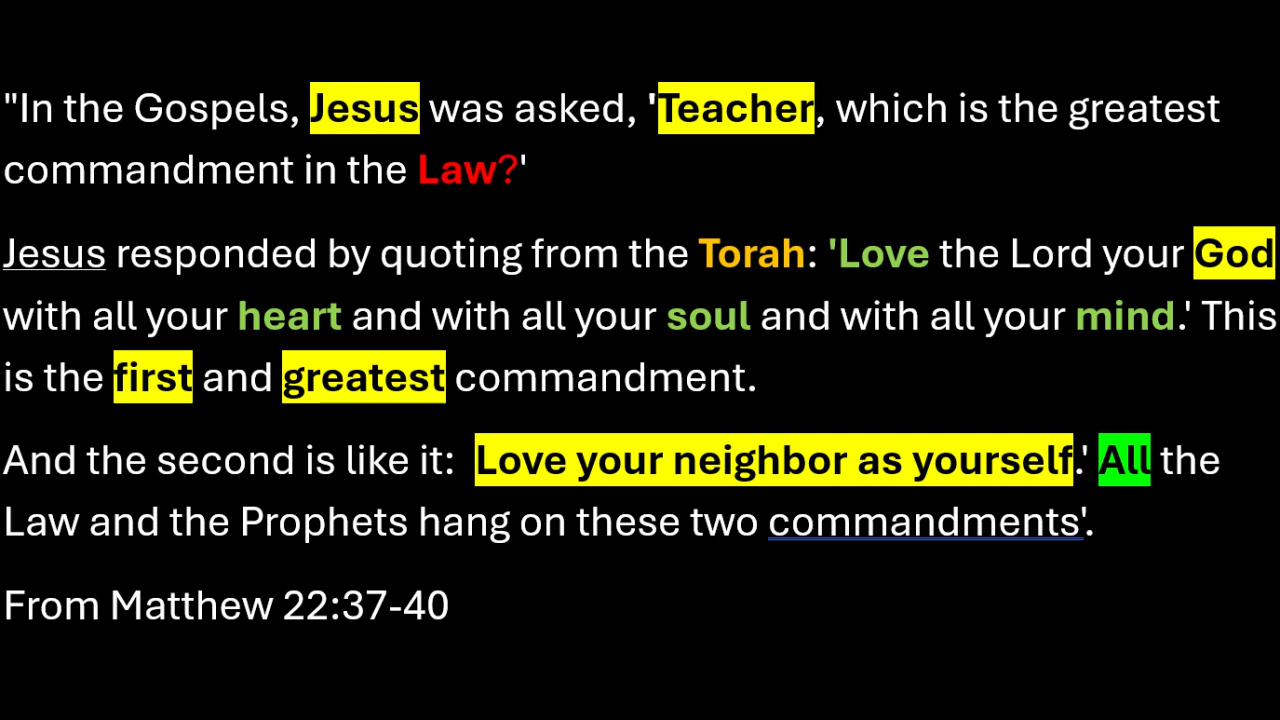 "In the Gospels, Jesus was asked, 'Teacher, which is the greatest
commandment in the Law?'
Jesus responded by quoting from the Torah: 'Love the Lord your God
with all your heart and with all your soul and with all your mind.' This
is the first and greatest commandment.
And the second is like it:  Love your neighbor as yourself.' All the
Law and the Prophets hang on these two commandments'.
From Matthew 22:37-40